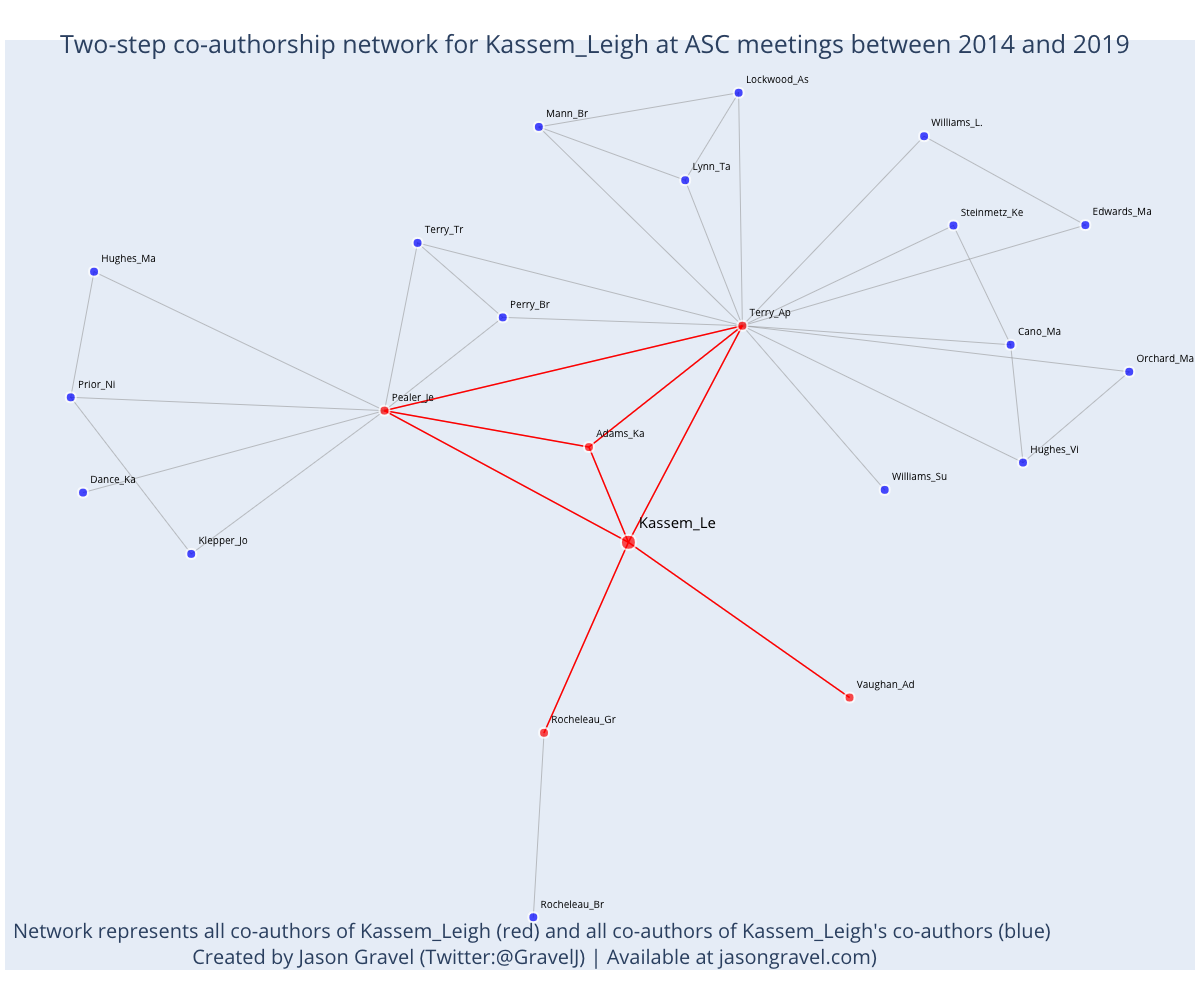 Two-step co-authorship network for Kassem_Leigh at ASC meetings between 2014 and 2019
Lockwood_As
Mann_Br
Williams_L.
Lynn_Ta
Steinmetz_Ke
Edwards_Ma
Terry_Tr
Hughes_Ma
Perry_Br
Terry_Ap
Cano_Ma
Orchard_Ma
Prior_Ni
Pealer_Je
Adams_Ka
Hughes_Vi
Dance_Ka
Williams_Su
Kassem_Le
Klepper_Jo
Vaughan_Ad
Rocheleau_Gr
Rocheleau_Br
Network represents all co-authors of Kassem_Leigh (red) and all co-authors of Kassem_Leigh's co-authors (blue)
Created by Jason Gravel (Twitter:@GravelJ) | Available at jasongravel.com)